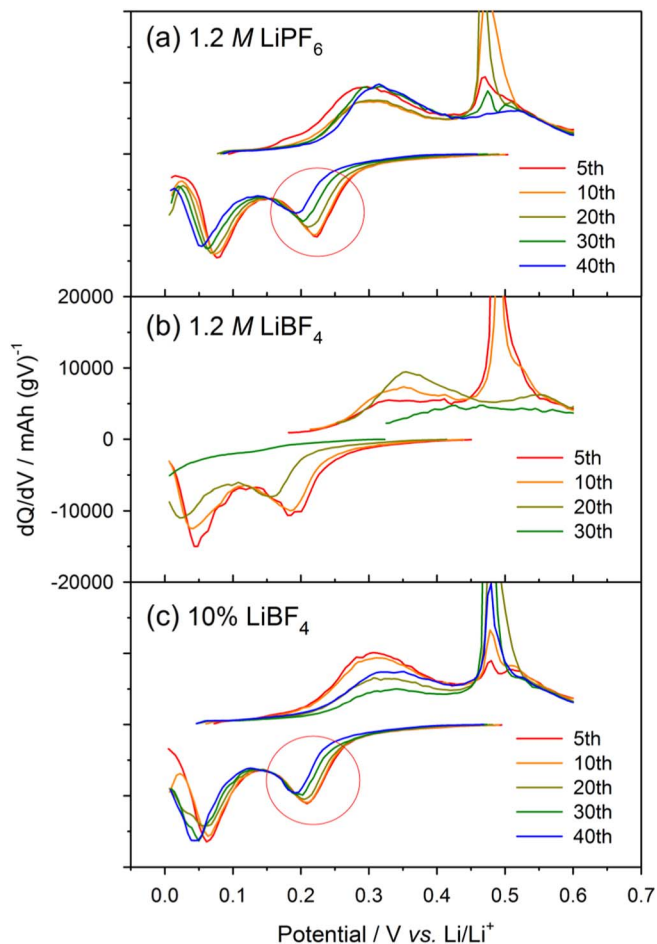 (a) 1.2 M LiPF6
5th
10th
20th
30th
40th
20000
(b) 1.2 M LiBF4
10000
0
5th
10th
20th
30th
-10000
-20000
dQ/dV / mAh (gV)-1
(c) 10% LiBF4
5th
10th
20th
30th
40th
0.0 0.1 0.2 0.3 0.4 0.5 0.6 0.7
Potential / V vs. Li/Li+